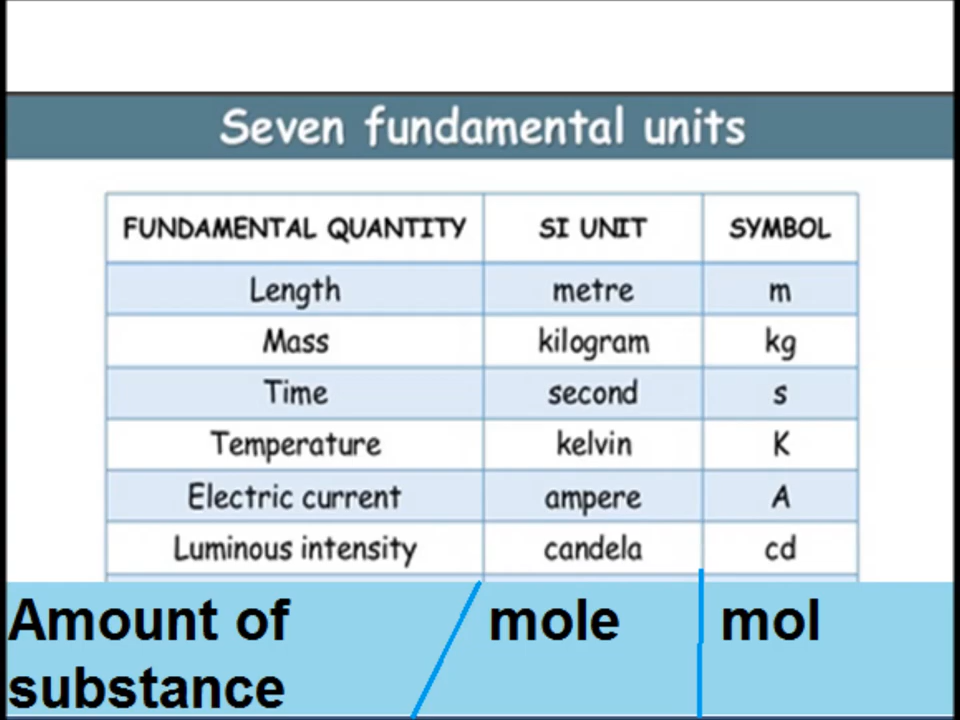 Seven fundamental units
FUNDAMENTAL QUANTITY SI UNIT SYMBOL
Length metre m
Mass kilogram kg
Time second s
Temperature kelvin K
Electric current ampere A
Luminous intensity candela cd
Amount of mole mol
substance